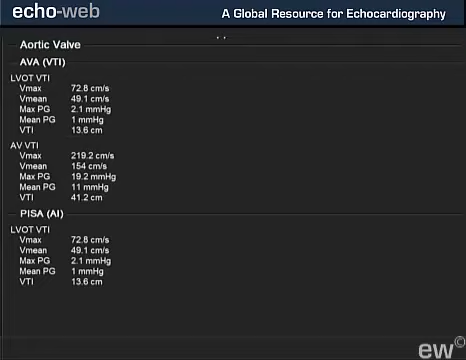 echo-web
A Global Resource for Echocardiography
Aortic Valve
AVA (VTI)
LVOT VTI
Vmax 72.8 cm/s
Vmean 49.1 cm/s
Max PG 2.1 mmHg
Mean PG 1 mmHg
VTI 13.6 cm
AV VTI
Vmax 219.2 cm/s
Vmean 154 cm/s
Max PG 19.2 mmHg
Mean PG 11 mmHg
VTI 41.2 cm
PISA (AI)
LVOT VTI
Vmax 72.8 cm/s
Vmean 49.1 cm/s
Max PG 2.1 mmHg
Mean PG 1 mmHg
VTI 13.6 cm
ew©